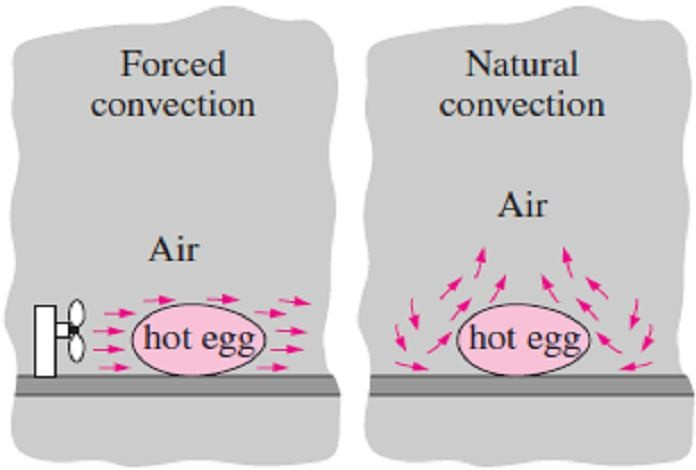 Forced
convection
Air
hot egg
Natural
convection
Air
hot egg